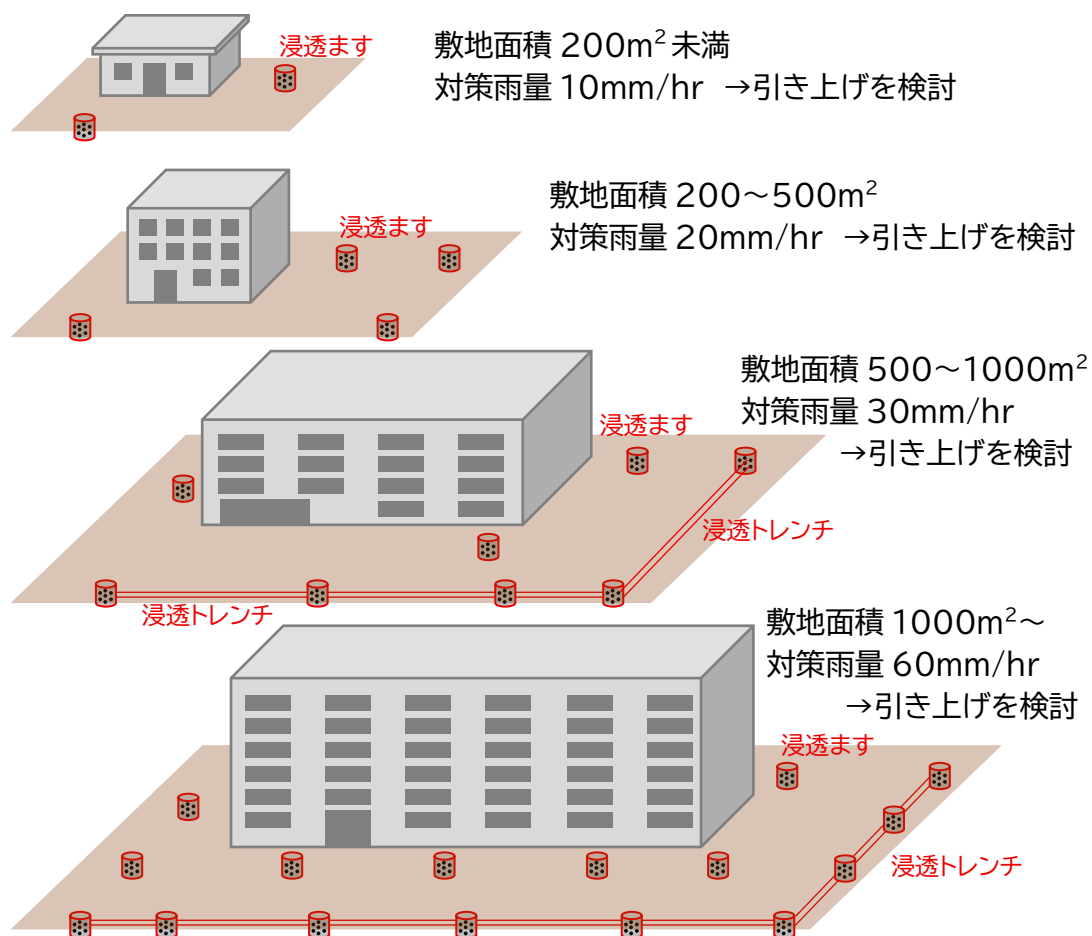 浸透ます
敷地面積 200m²未満
対策雨量 10mm/hr →引き上げを検討
浸透ます
敷地面積 200～500m²
対策雨量 20mm/hr →引き上げを検討
敷地面積 500～1000m²
対策雨量 30mm/hr
→引き上げを検討
浸透ます
浸透トレンチ
浸透トレンチ
敷地面積 1000m²～
対策雨量 60mm/hr
→引き上げを検討
浸透ます
浸透トレンチ